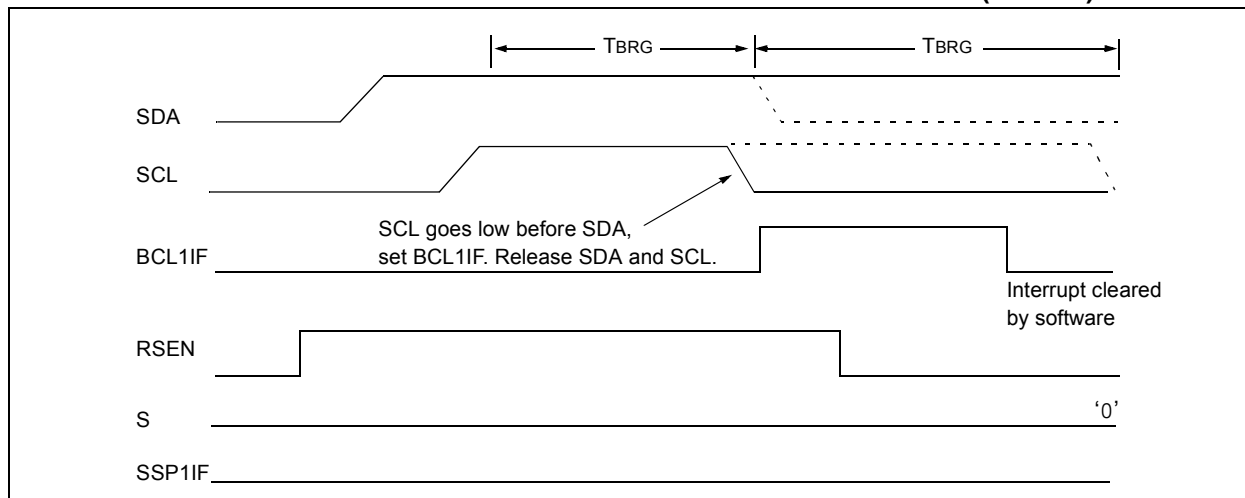 TBRG TBRG
SDA
SCL
SCL goes low before SDA,
set BCL1IF. Release SDA and SCL.
BCL1IF
Interrupt cleared
by software
RSEN
S
‘0’
SSP1IF